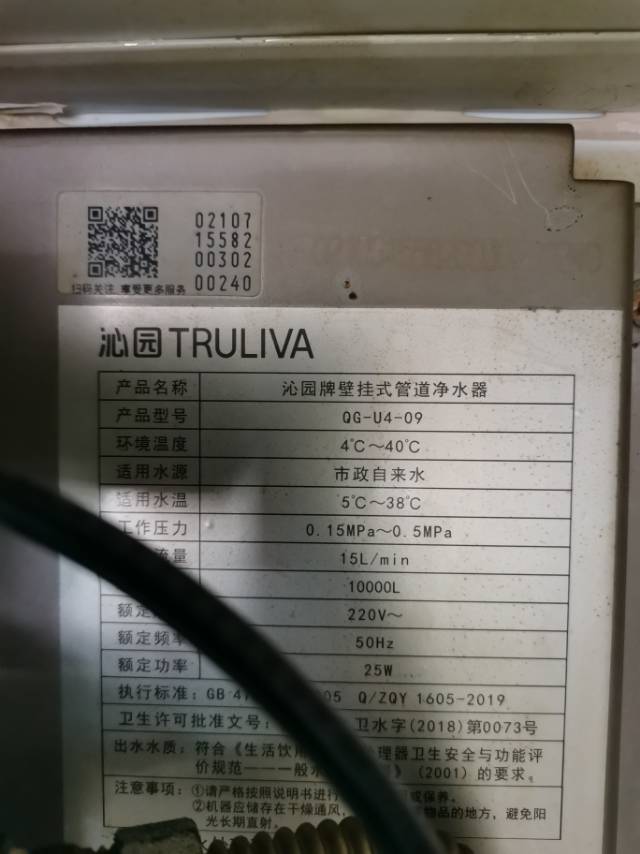 02107
15582
00302
00240
扫码关注 享受更多服务
沁园TRULIVA
产品名称 沁园牌壁挂式管道净水器
产品型号 QG-U4-09
环境温度 4℃～40℃
适用水源 市政自来水
适用水温 5℃～38℃
工作压力 0.15MPa～0.5MPa
流量 15L/min
10000L
额定 220V～
额定频率 50Hz
额定功率 25W
执行标准: GB 4 05 Q/ZQY 1605-2019
卫生许可批准文号: 卫水字(2018)第0073号
出水水质: 符合《生活饮用 处理器卫生安全与功能评
价规范———一般水 》(2001)的要求。
注意事项: ①请严格按照说明书进行 或保养。
②机器应储存在干燥通风, 物品的地方, 避免阳
光长期直射。